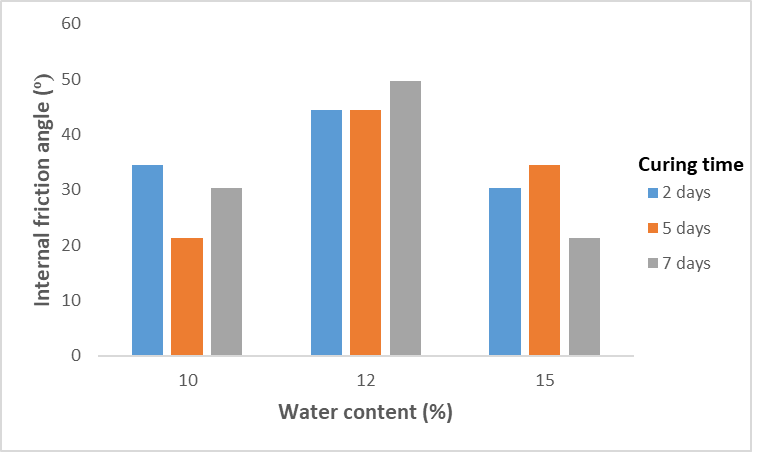 60
50
40
30
20
10
0
Internal friction angle (º)
10
12
15
Water content (%)
Curing time
2 days
5 days
7 days